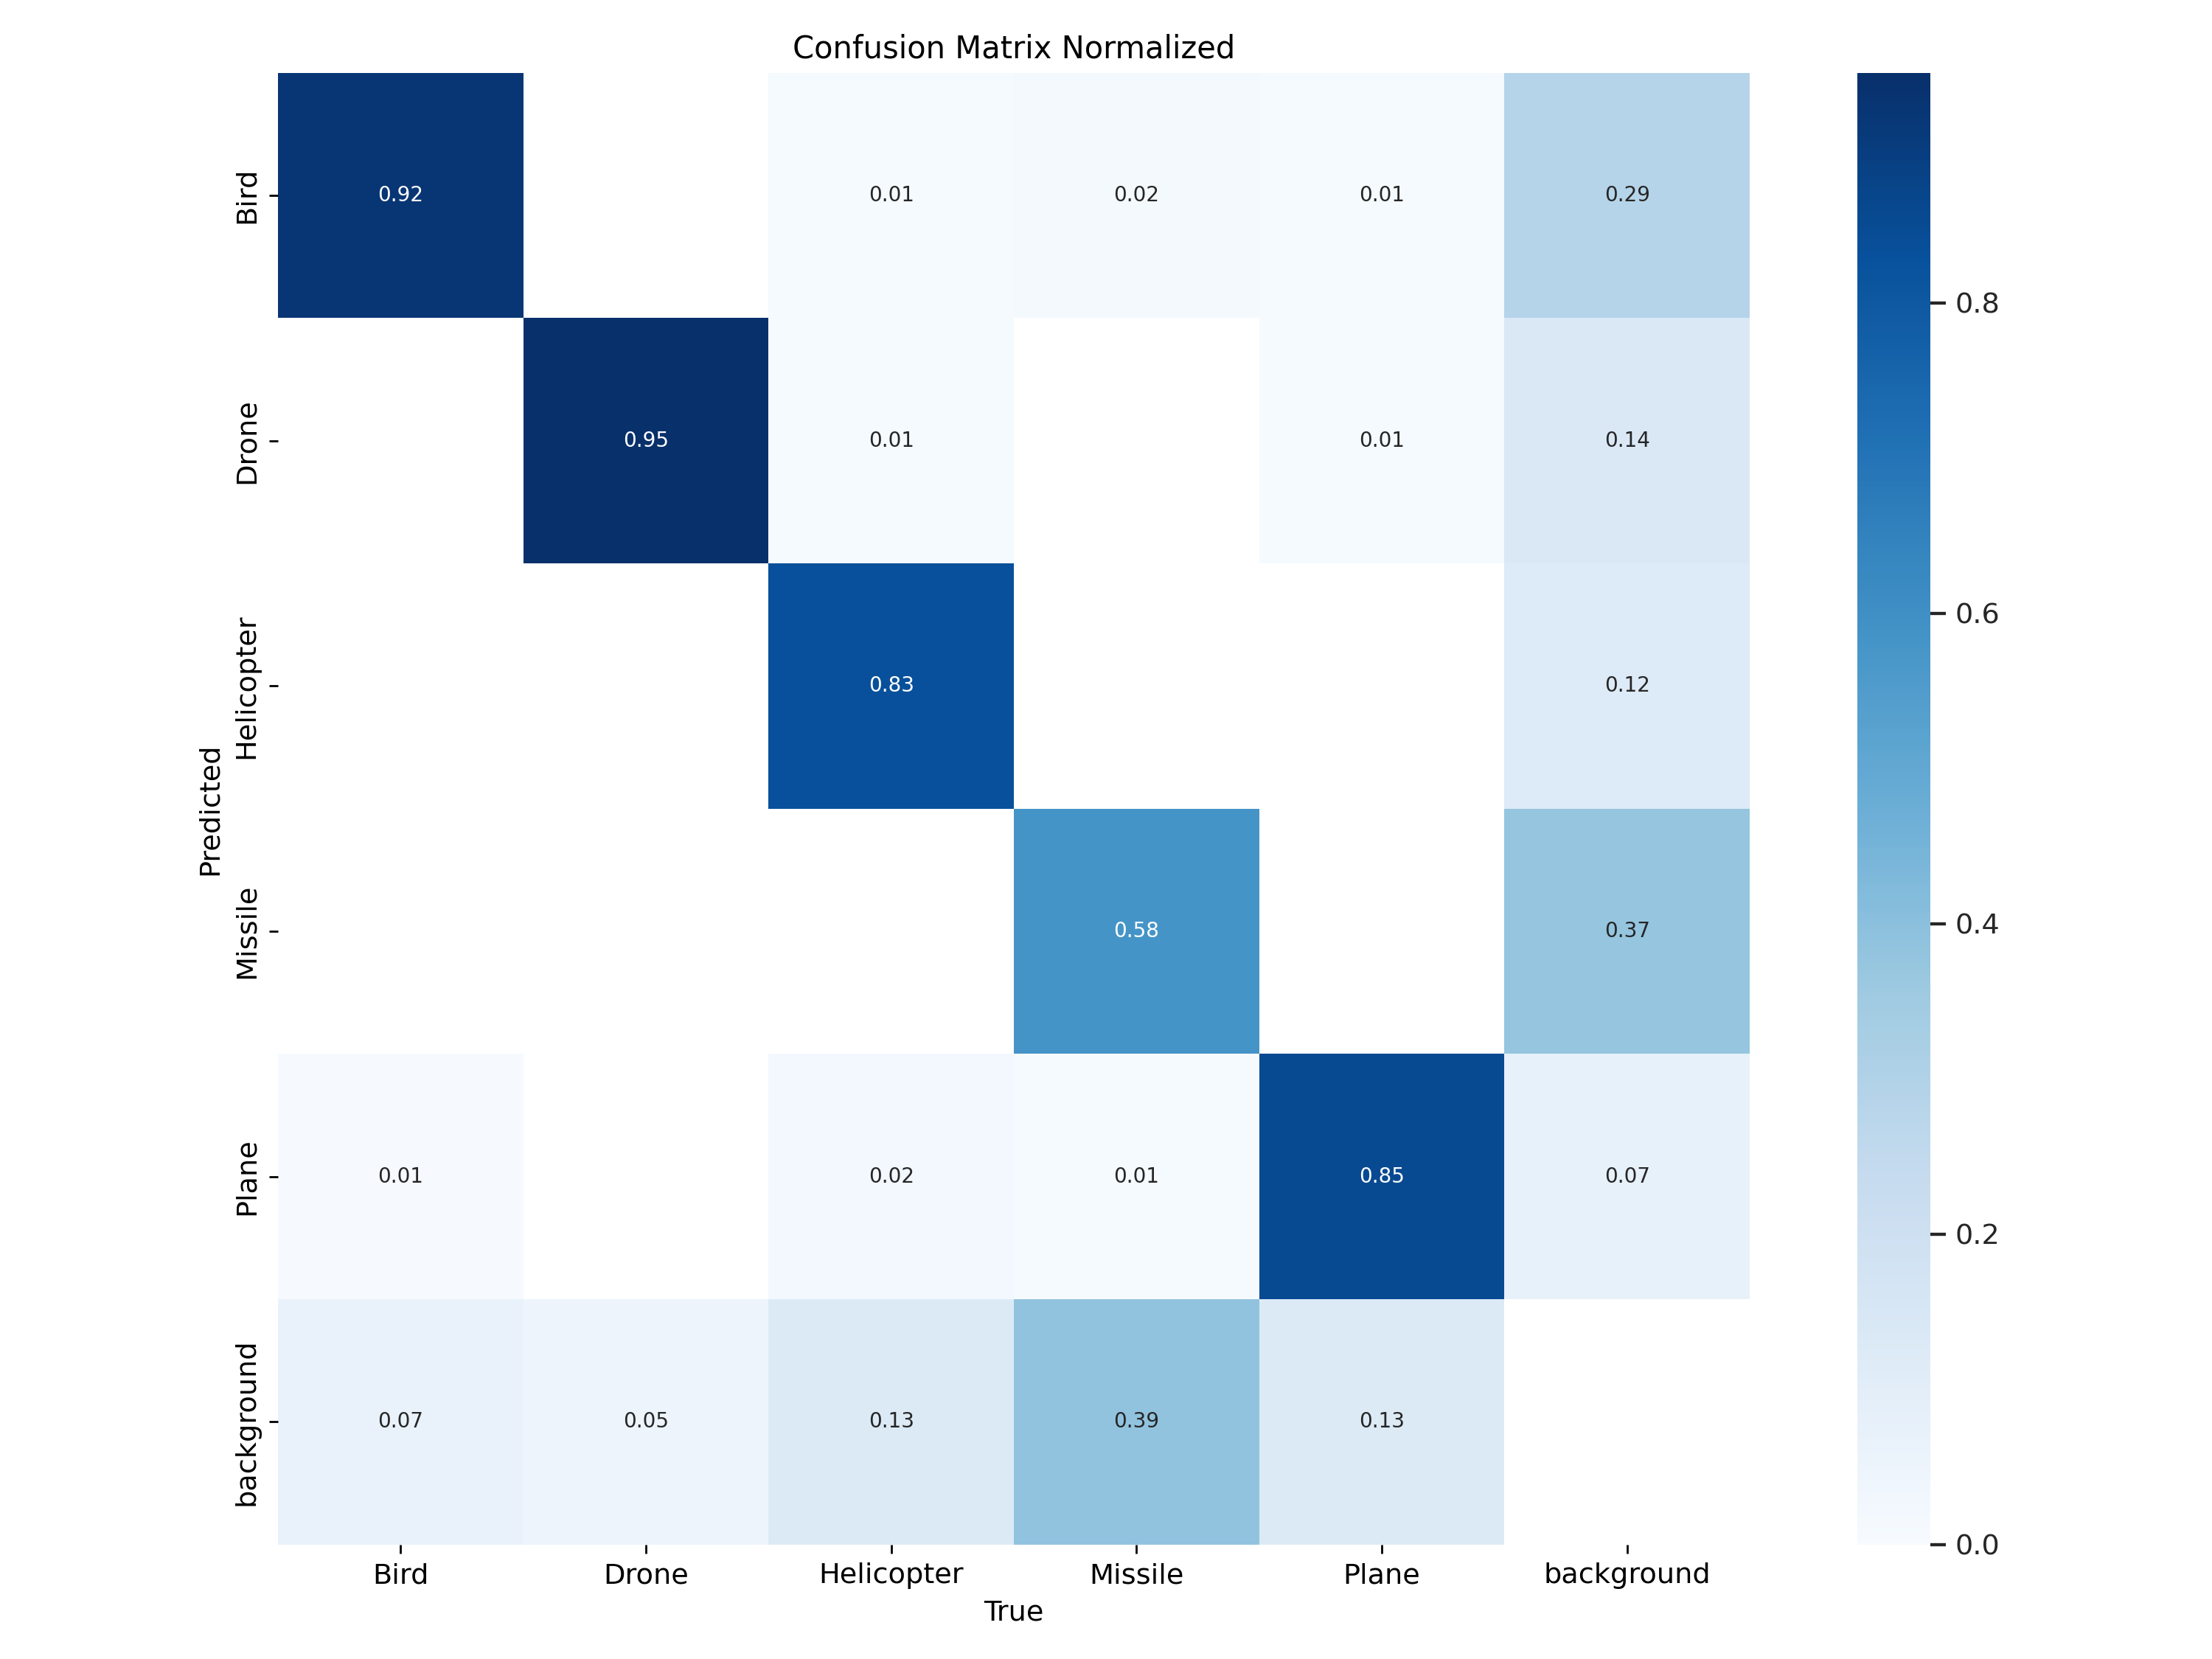 Confusion Matrix Normalized
Bird
0.92
0.01
0.02
0.01
0.29
Drone
0.95
0.01
0.01
0.14
Helicopter
0.83
0.12
Missile
0.58
0.37
Plane
0.01
0.02
0.01
0.85
0.07
background
0.07
0.05
0.13
0.39
0.13
Predicted
Bird
Drone
Helicopter
Missile
Plane
background
True
0.8
0.6
0.4
0.2
0.0